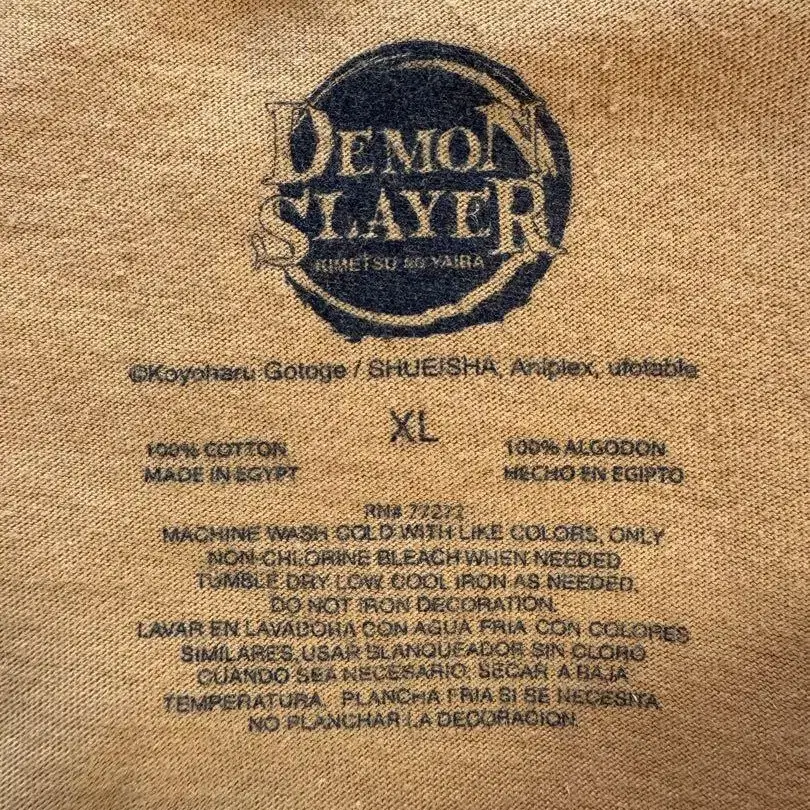 DEMON
SLAYER
KIMETSU NO YAIBA
©Koyoharu Gotoge / SHUEISHA, Aniplex, ufotable
XL
100% COTTON
MADE IN EGYPT
100% ALGODON
HECHO EN EGIPTO
RN# 77277
MACHINE WASH COLD WITH LIKE COLORS, ONLY
NON-CHLORINE BLEACH WHEN NEEDED
TUMBLE DRY LOW, COOL IRON AS NEEDED.
DO NOT IRON DECORATION.
LAVAR EN LAVADORA CON AGUA FRIA CON COLORES
SIMILARES, USAR BLANQUEADOR SIN CLORO
CUANDO SEA NECESARIO. SECAR A BAJA
TEMPERATURA. PLANCHA FRIA SI SE NECESITA.
NO PLANCHAR LA DECORACION.